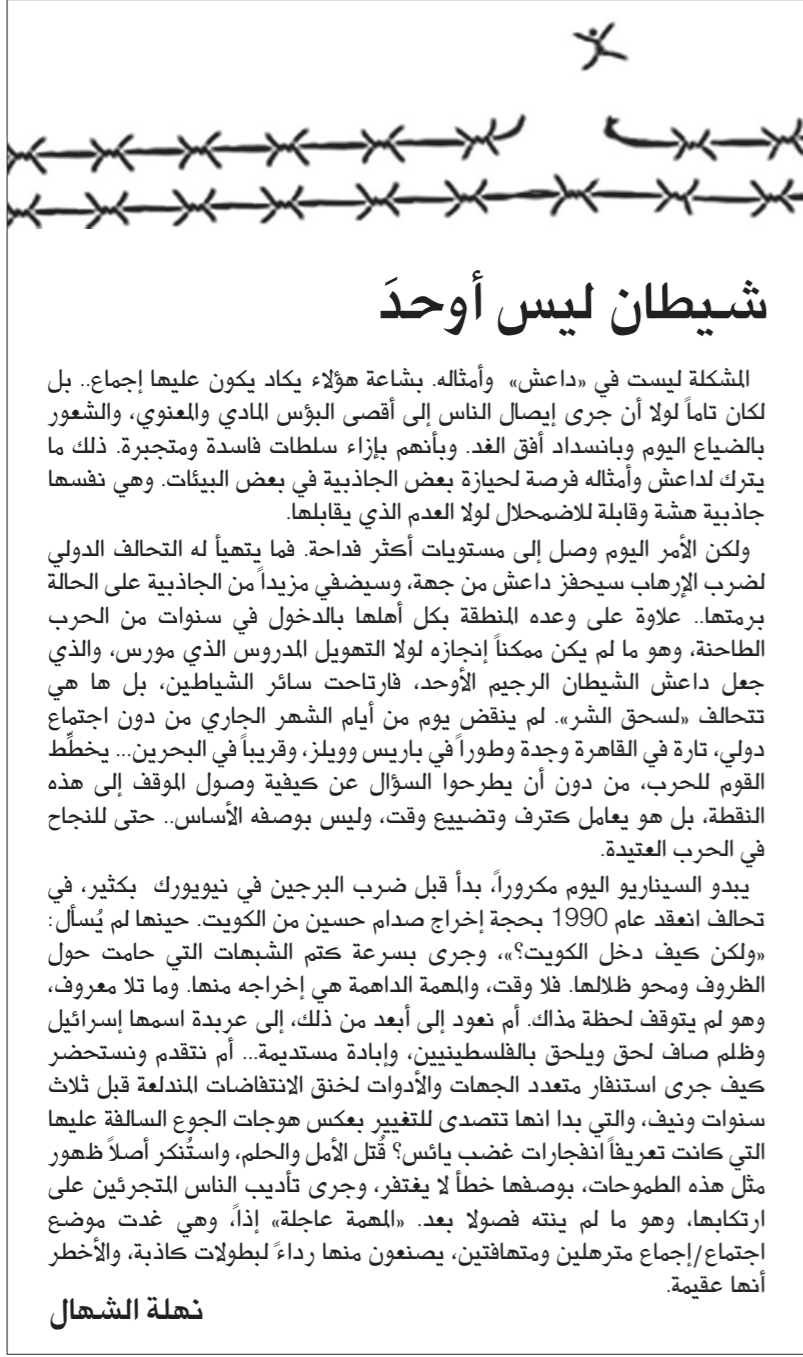 شيطان ليس أوحدَ
المشكلة ليست في «داعش» وأمثاله. بشاعة هؤلاء يكاد يكون عليها إجماع.. بل
لكان تاماً لولا أن جرى إيصال الناس إلى أقصى البؤس المادي والمعنوي، والشعور
بالضياع اليوم وبانسداد أفق الغد. وبأنهم بإزاء سلطات فاسدة ومتجبرة. ذلك ما
يترك لداعش وأمثاله فرصة لحيازة بعض الجاذبية في بعض البيئات. وهي نفسها
جاذبية هشة وقابلة للاضمحلال لولا العدم الذي يقابلها.
ولكن الأمر اليوم وصل إلى مستويات أكثر فداحة. فما يتهيأ له التحالف الدولي
لضرب الإرهاب سيحفز داعش من جهة، وسيضفي مزيداً من الجاذبية على الحالة
برمتها.. علاوة على وعده المنطقة بكل أهلها بالدخول في سنوات من الحرب
الطاحنة، وهو ما لم يكن ممكناً إنجازه لولا التهويل المدروس الذي مورس، والذي
جعل داعش الشيطان الرجيم الأوحد، فارتاحت سائر الشياطين، بل ها هي
تتحالف «لسحق الشر». لم ينقض يوم من أيام الشهر الجاري من دون اجتماع
دولي، تارة في القاهرة وجدة وطوراً في باريس وويلز، وقريباً في البحرين... يخطِّط
القوم للحرب، من دون أن يطرحوا السؤال عن كيفية وصول الموقف إلى هذه
النقطة، بل هو يعامل كترف وتضييع وقت، وليس بوصفه الأساس.. حتى للنجاح
في الحرب العتيدة.
يبدو السيناريو اليوم مكروراً، بدأ قبل ضرب البرجين في نيويورك بكثير، في
تحالف انعقد عام 1990 بحجة إخراج صدام حسين من الكويت. حينها لم يُسأل:
«ولكن كيف دخل الكويت؟»، وجرى بسرعة كتم الشبهات التي حامت حول
الظروف ومحو ظلالها. فلا وقت، والمهمة الداهمة هي إخراجه منها. وما تلا معروف،
وهو لم يتوقف لحظة مذاك. أم نعود إلى أبعد من ذلك، إلى عربدة اسمها إسرائيل
وظلم صاف لحق ويلحق بالفلسطينيين، وإبادة مستديمة... أم نتقدم ونستحضر
كيف جرى استنفار متعدد الجهات والأدوات لخنق الانتفاضات المندلعة قبل ثلاث
سنوات ونيف، والتي بدا انها تتصدى للتغيير بعكس هوجات الجوع السالفة عليها
التي كانت تعريفاً انفجارات غضب يائس؟ قُتل الأمل والحلم، واستُنكر أصلاً ظهور
مثل هذه الطموحات، بوصفها خطأ لا يغتفر، وجرى تأديب الناس المتجرئين على
ارتكابها، وهو ما لم ينته فصولا بعد. «المهمة عاجلة» إذاً، وهي غدت موضع
اجتماع/إجماع مترهلين ومتهافتين، يصنعون منها رداءً لبطولات كاذبة، والأخطر
أنها عقيمة.
نهلة الشهال